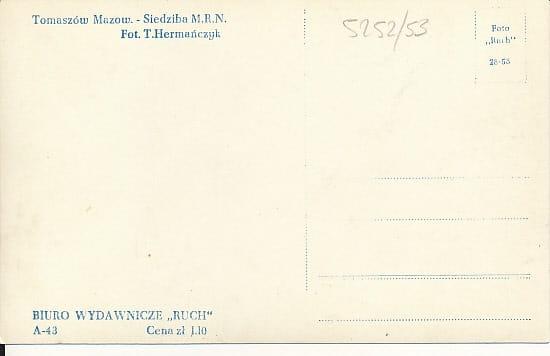 Tomaszów Mazow. - Siedziba M.R.N.
Fot. T.Hermańczyk
5252/53
Foto
„Ruch"
28-53
BIURO WYDAWNICZE „RUCH"
A-43 Cena zł 1.10